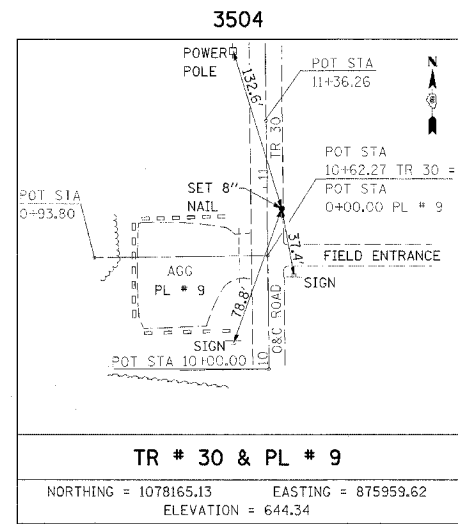 3504
POWER
POLE
132.6'
POT STA
11+36.26
N
TR 30
11
POT STA
10+62.27 TR 30 =
POT STA
0+00.00 PL # 9
SET 8"
NAIL
POT STA
0+93.80
37.4'
FIELD ENTRANCE
AGG
PL # 9
SIGN
78.8'
O&C ROAD
SIGN
10
POT STA 10+00.00
TR # 30 & PL # 9
NORTHING = 1078165.13 EASTING = 875959.62
ELEVATION = 644.34